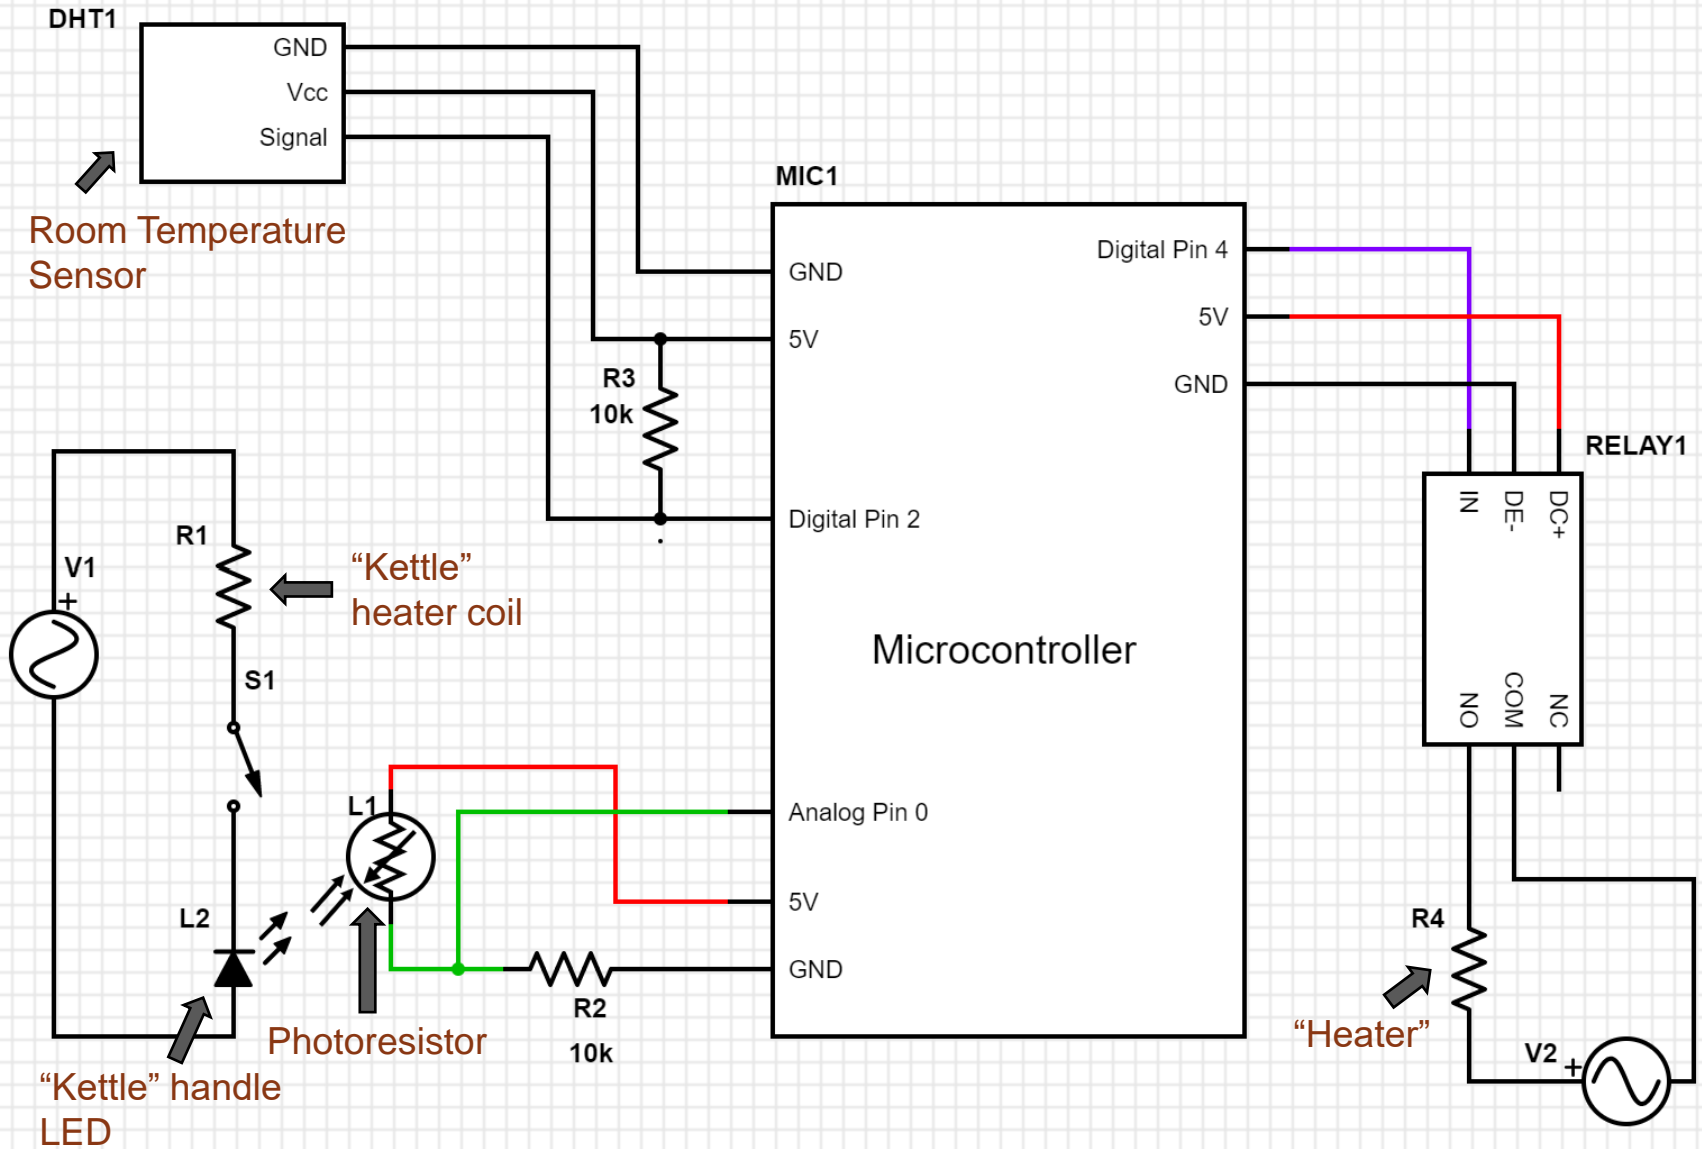 DHT1
GND
Vcc
Signal
Room Temperature
Sensor
MIC1
GND
5V
R3
10k
Digital Pin 2
Microcontroller
Analog Pin 0
5V
GND
Digital Pin 4
5V
GND
RELAY1
IN
DE-
DC+
NO
COM
NC
V1
+
R1
“Kettle”
heater coil
S1
L1
L2
R2
10k
Photoresistor
“Kettle” handle
LED
R4
“Heater”
V2
+